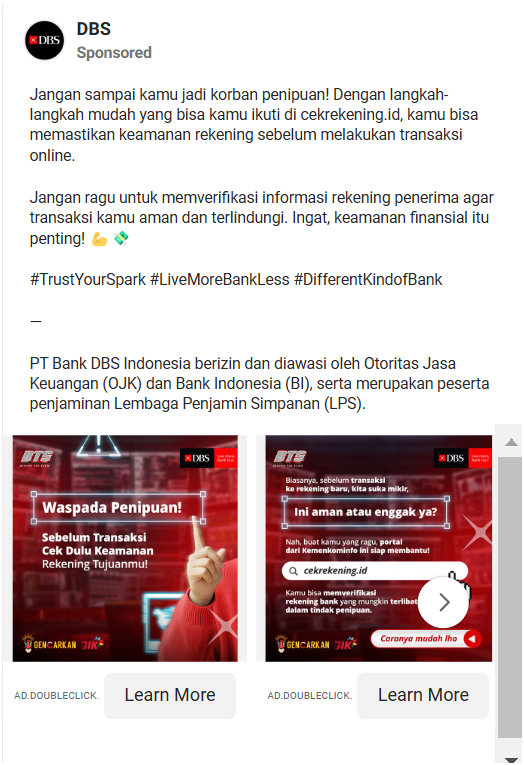 DBS
Sponsored
Jangan sampai kamu jadi korban penipuan! Dengan langkah-
langkah mudah yang bisa kamu ikuti di cekrekening.id, kamu bisa
memastikan keamanan rekening sebelum melakukan transaksi
online.
Jangan ragu untuk memverifikasi informasi rekening penerima agar
transaksi kamu aman dan terlindungi. Ingat, keamanan finansial itu
penting! 💪 💸
#TrustYourSpark #LiveMoreBankLess #DifferentKindofBank
—
PT Bank DBS Indonesia berizin dan diawasi oleh Otoritas Jasa
Keuangan (OJK) dan Bank Indonesia (BI), serta merupakan peserta
penjaminan Lembaga Penjamin Simpanan (LPS).
BTS
DBS
Waspada Penipuan!
Sebelum Transaksi
Cek Dulu Keamanan
Rekening Tujuanmu!
GENCARKAN
AD.DOUBLECLICK.
Learn More
BTS
DBS
Biasanya, sebelum transaksi
ke rekening baru, kita suka mikir,
Ini aman atau enggak ya?
Nah, buat kamu yang ragu, portal
dari Kemenkominfo ini siap membantu!
cekrekening.id
Kamu bisa memverifikasi
rekening bank yang mungkin terlibat
dalam tindak penipuan.
GENCARKAN
Caranya mudah lho
AD.DOUBLECLICK.
Learn More